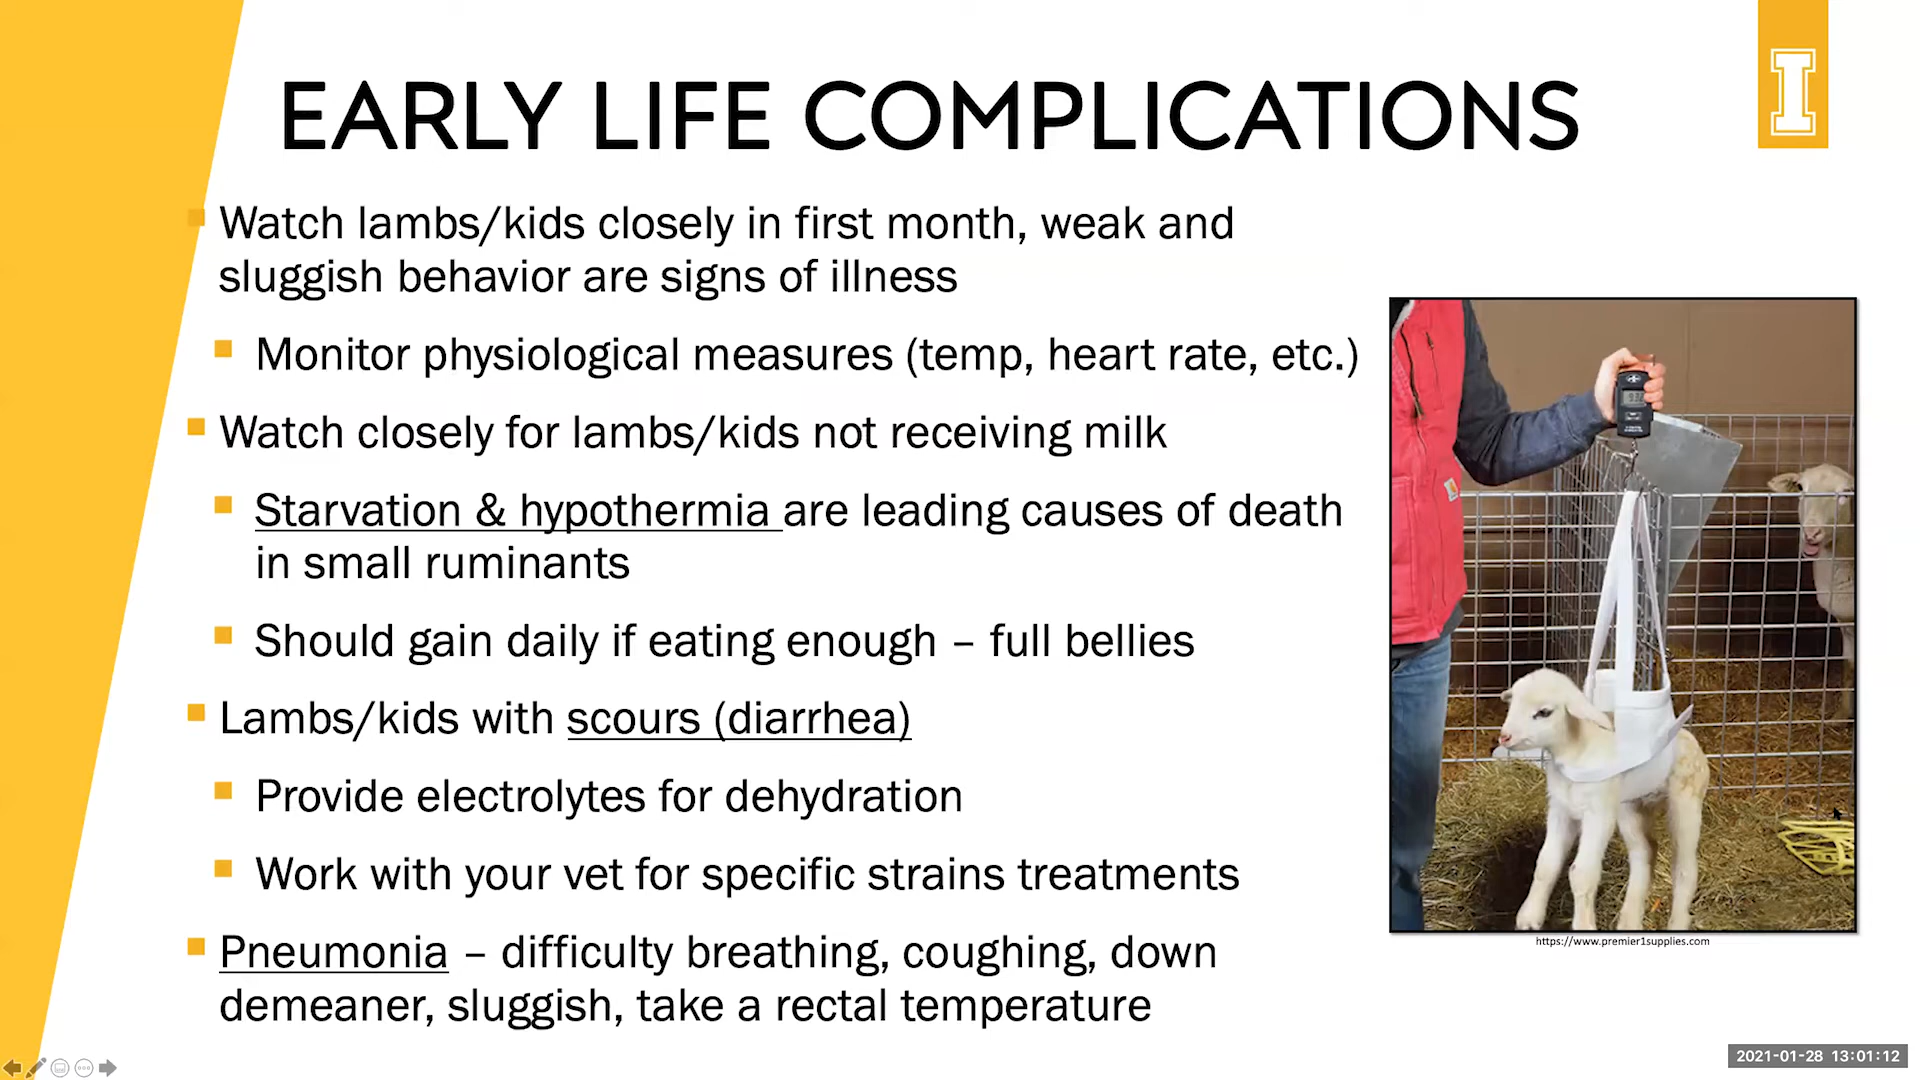 EARLY LIFE COMPLICATIONS
I
Watch lambs/kids closely in first month, weak and
sluggish behavior are signs of illness
Monitor physiological measures (temp, heart rate, etc.)
Watch closely for lambs/kids not receiving milk
Starvation & hypothermia are leading causes of death
in small ruminants
Should gain daily if eating enough – full bellies
Lambs/kids with scours (diarrhea)
Provide electrolytes for dehydration
Work with your vet for specific strains treatments
Pneumonia – difficulty breathing, coughing, down
demeaner, sluggish, take a rectal temperature
https://www.premier1supplies.com
2021-01-28 13:01:12